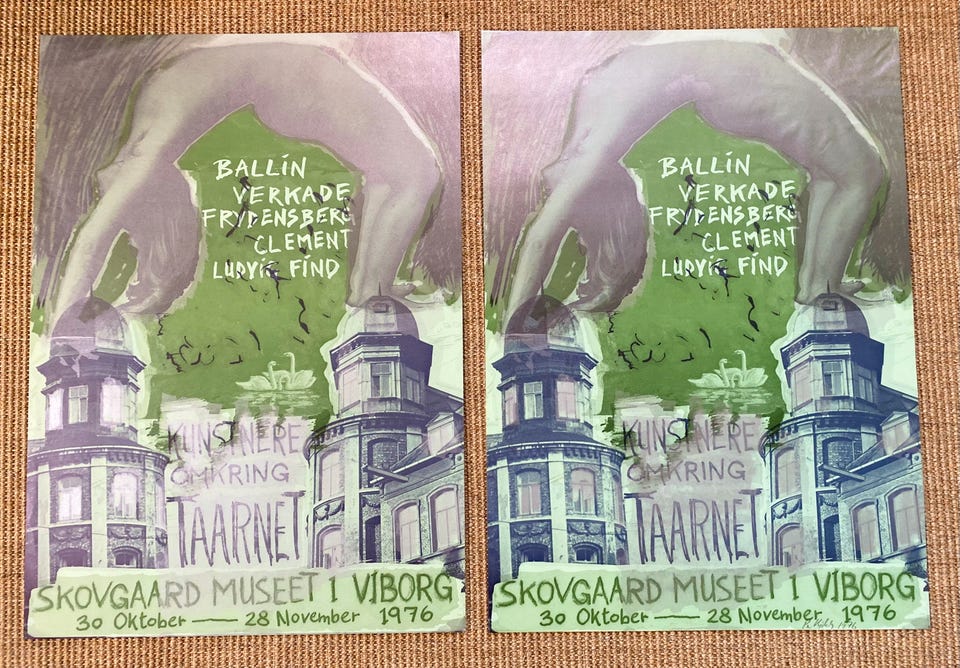 BALLIN
VERKADE
FRYDENSBERG
CLEMENT
LUDVIG FIND
KUNSTNERE
OMKRING
TAARNET
SKOVGAARD MUSEET I VIBORG
30 Oktober — 28 November 1976
BALLIN
VERKADE
FRYDENSBERG
CLEMENT
LUDVIG FIND
KUNSTNERE
OMKRING
TAARNET
SKOVGAARD MUSEET I VIBORG
30 Oktober — 28 November 1976